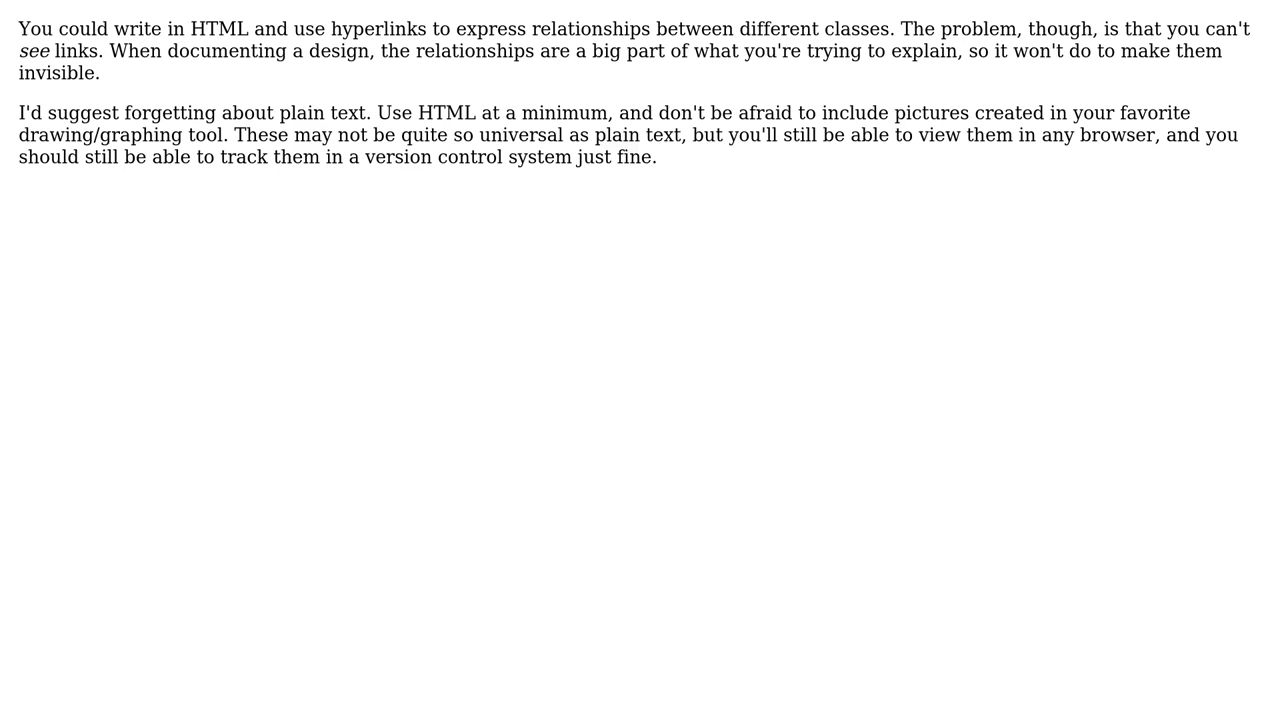 You could write in HTML and use hyperlinks to express relationships between different classes. The problem, though, is that you can't
see links. When documenting a design, the relationships are a big part of what you're trying to explain, so it won't do to make them
invisible.
I'd suggest forgetting about plain text. Use HTML at a minimum, and don't be afraid to include pictures created in your favorite
drawing/graphing tool. These may not be quite so universal as plain text, but you'll still be able to view them in any browser, and you
should still be able to track them in a version control system just fine.